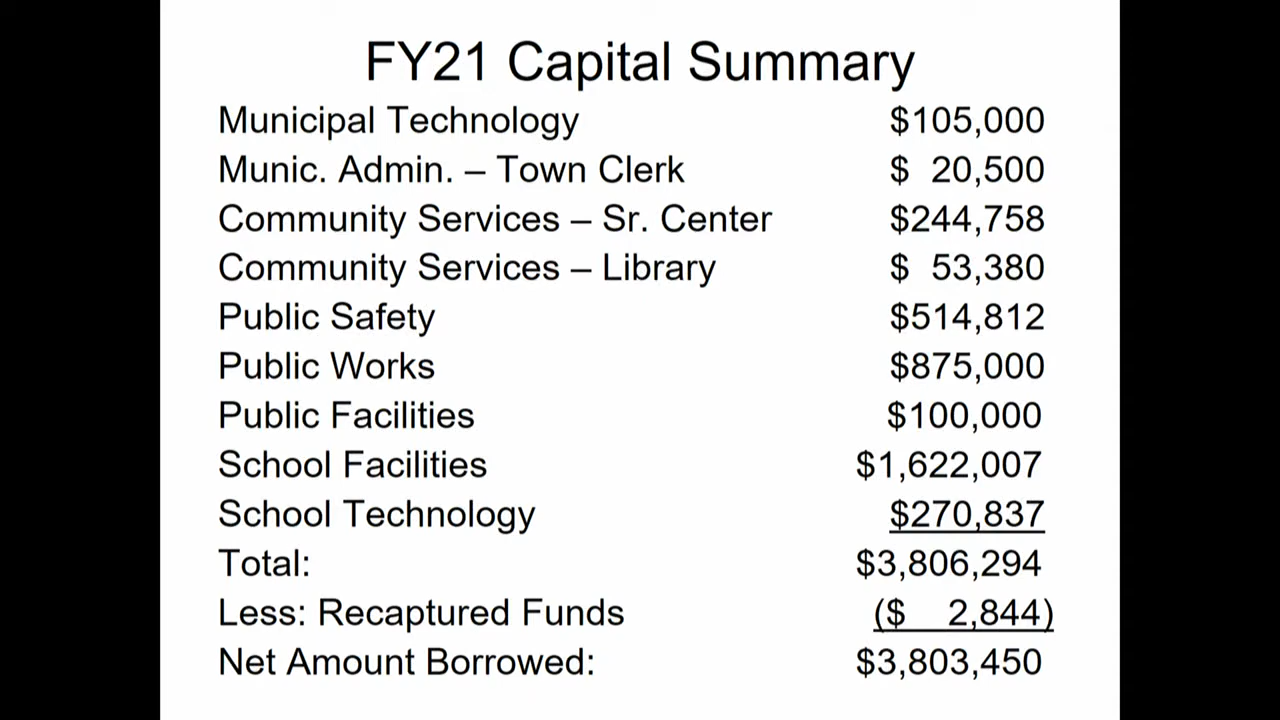 FY21 Capital Summary
Municipal Technology $105,000
Munic. Admin. – Town Clerk $ 20,500
Community Services – Sr. Center $244,758
Community Services – Library $ 53,380
Public Safety $514,812
Public Works $875,000
Public Facilities $100,000
School Facilities $1,622,007
School Technology $270,837
Total: $3,806,294
Less: Recaptured Funds ($ 2,844)
Net Amount Borrowed: $3,803,450